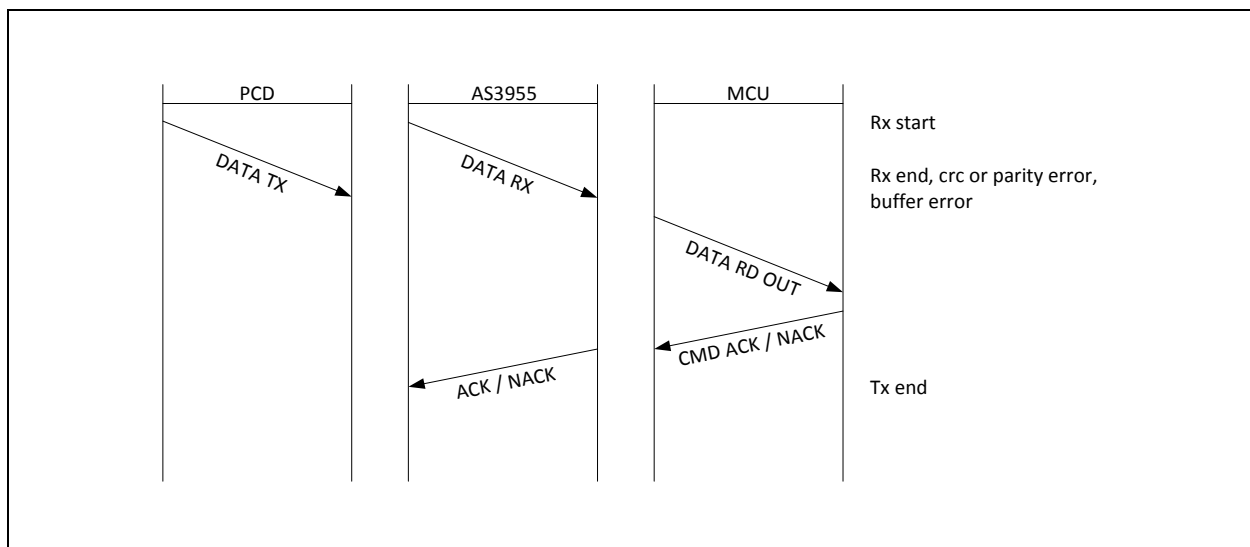 PCD
AS3955
MCU
Rx start
DATA TX
DATA RX
Rx end, crc or parity error,
buffer error
DATA RD OUT
CMD ACK / NACK
ACK / NACK
Tx end